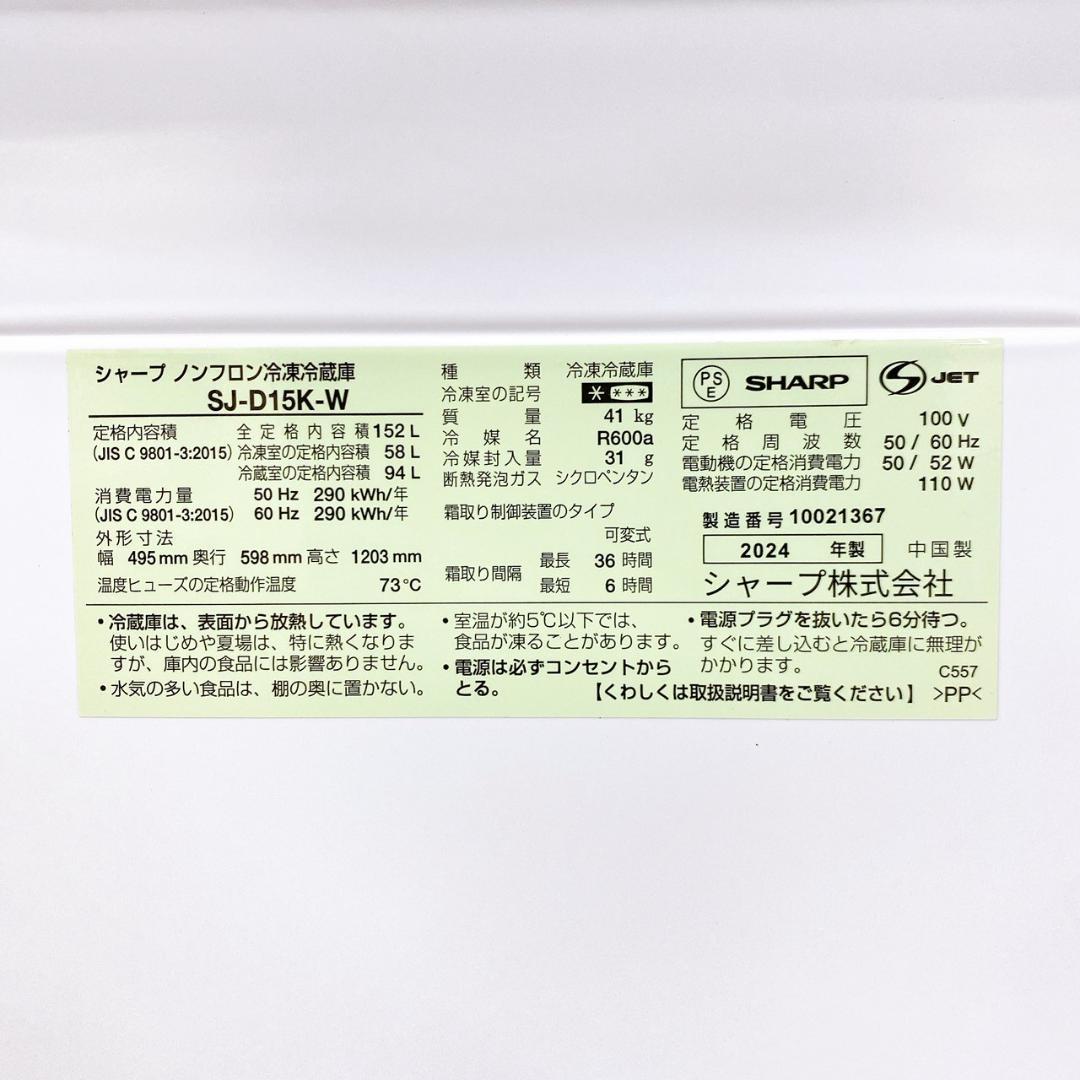 シャープ ノンフロン冷凍冷蔵庫
SJ-D15K-W
定格内容積 全定格内容積 152 L
(JIS C 9801-3:2015) 冷凍室の定格内容積 58 L
冷蔵室の定格内容積 94 L
消費電力量 50 Hz 290 kWh/年
(JIS C 9801-3:2015) 60 Hz 290 kWh/年
外形寸法
幅 495 mm 奥行 598 mm 高さ 1203 mm
温度ヒューズの定格動作温度 73℃
種類 冷凍冷蔵庫
冷凍室の記号 * ***
質量 41 kg
冷媒名 R600a
冷媒封入量 31 g
断熱発泡ガス シクロペンタン
霜取り制御装置のタイプ
可変式
霜取り間隔 最長 36 時間
最短 6 時間
PSE SHARP S JET
定格電圧 100 V
定格周波数 50 / 60 Hz
電動機の定格消費電力 50 / 52 W
電熱装置の定格消費電力 110 W
製造番号 10021367
2024 年製 中国製
シャープ株式会社
・冷蔵庫は、表面から放熱しています。
使いはじめや夏場は、特に熱くなりま
すが、庫内の食品には影響ありません。
・水気の多い食品は、棚の奥に置かない。
・室温が約5℃以下では、
食品が凍ることがあります。
・電源は必ずコンセントから
とる。
・電源プラグを抜いたら6分待つ。
すぐに差し込むと冷蔵庫に無理が
かかります。
C557
【くわしくは取扱説明書をご覧ください】 >PP<